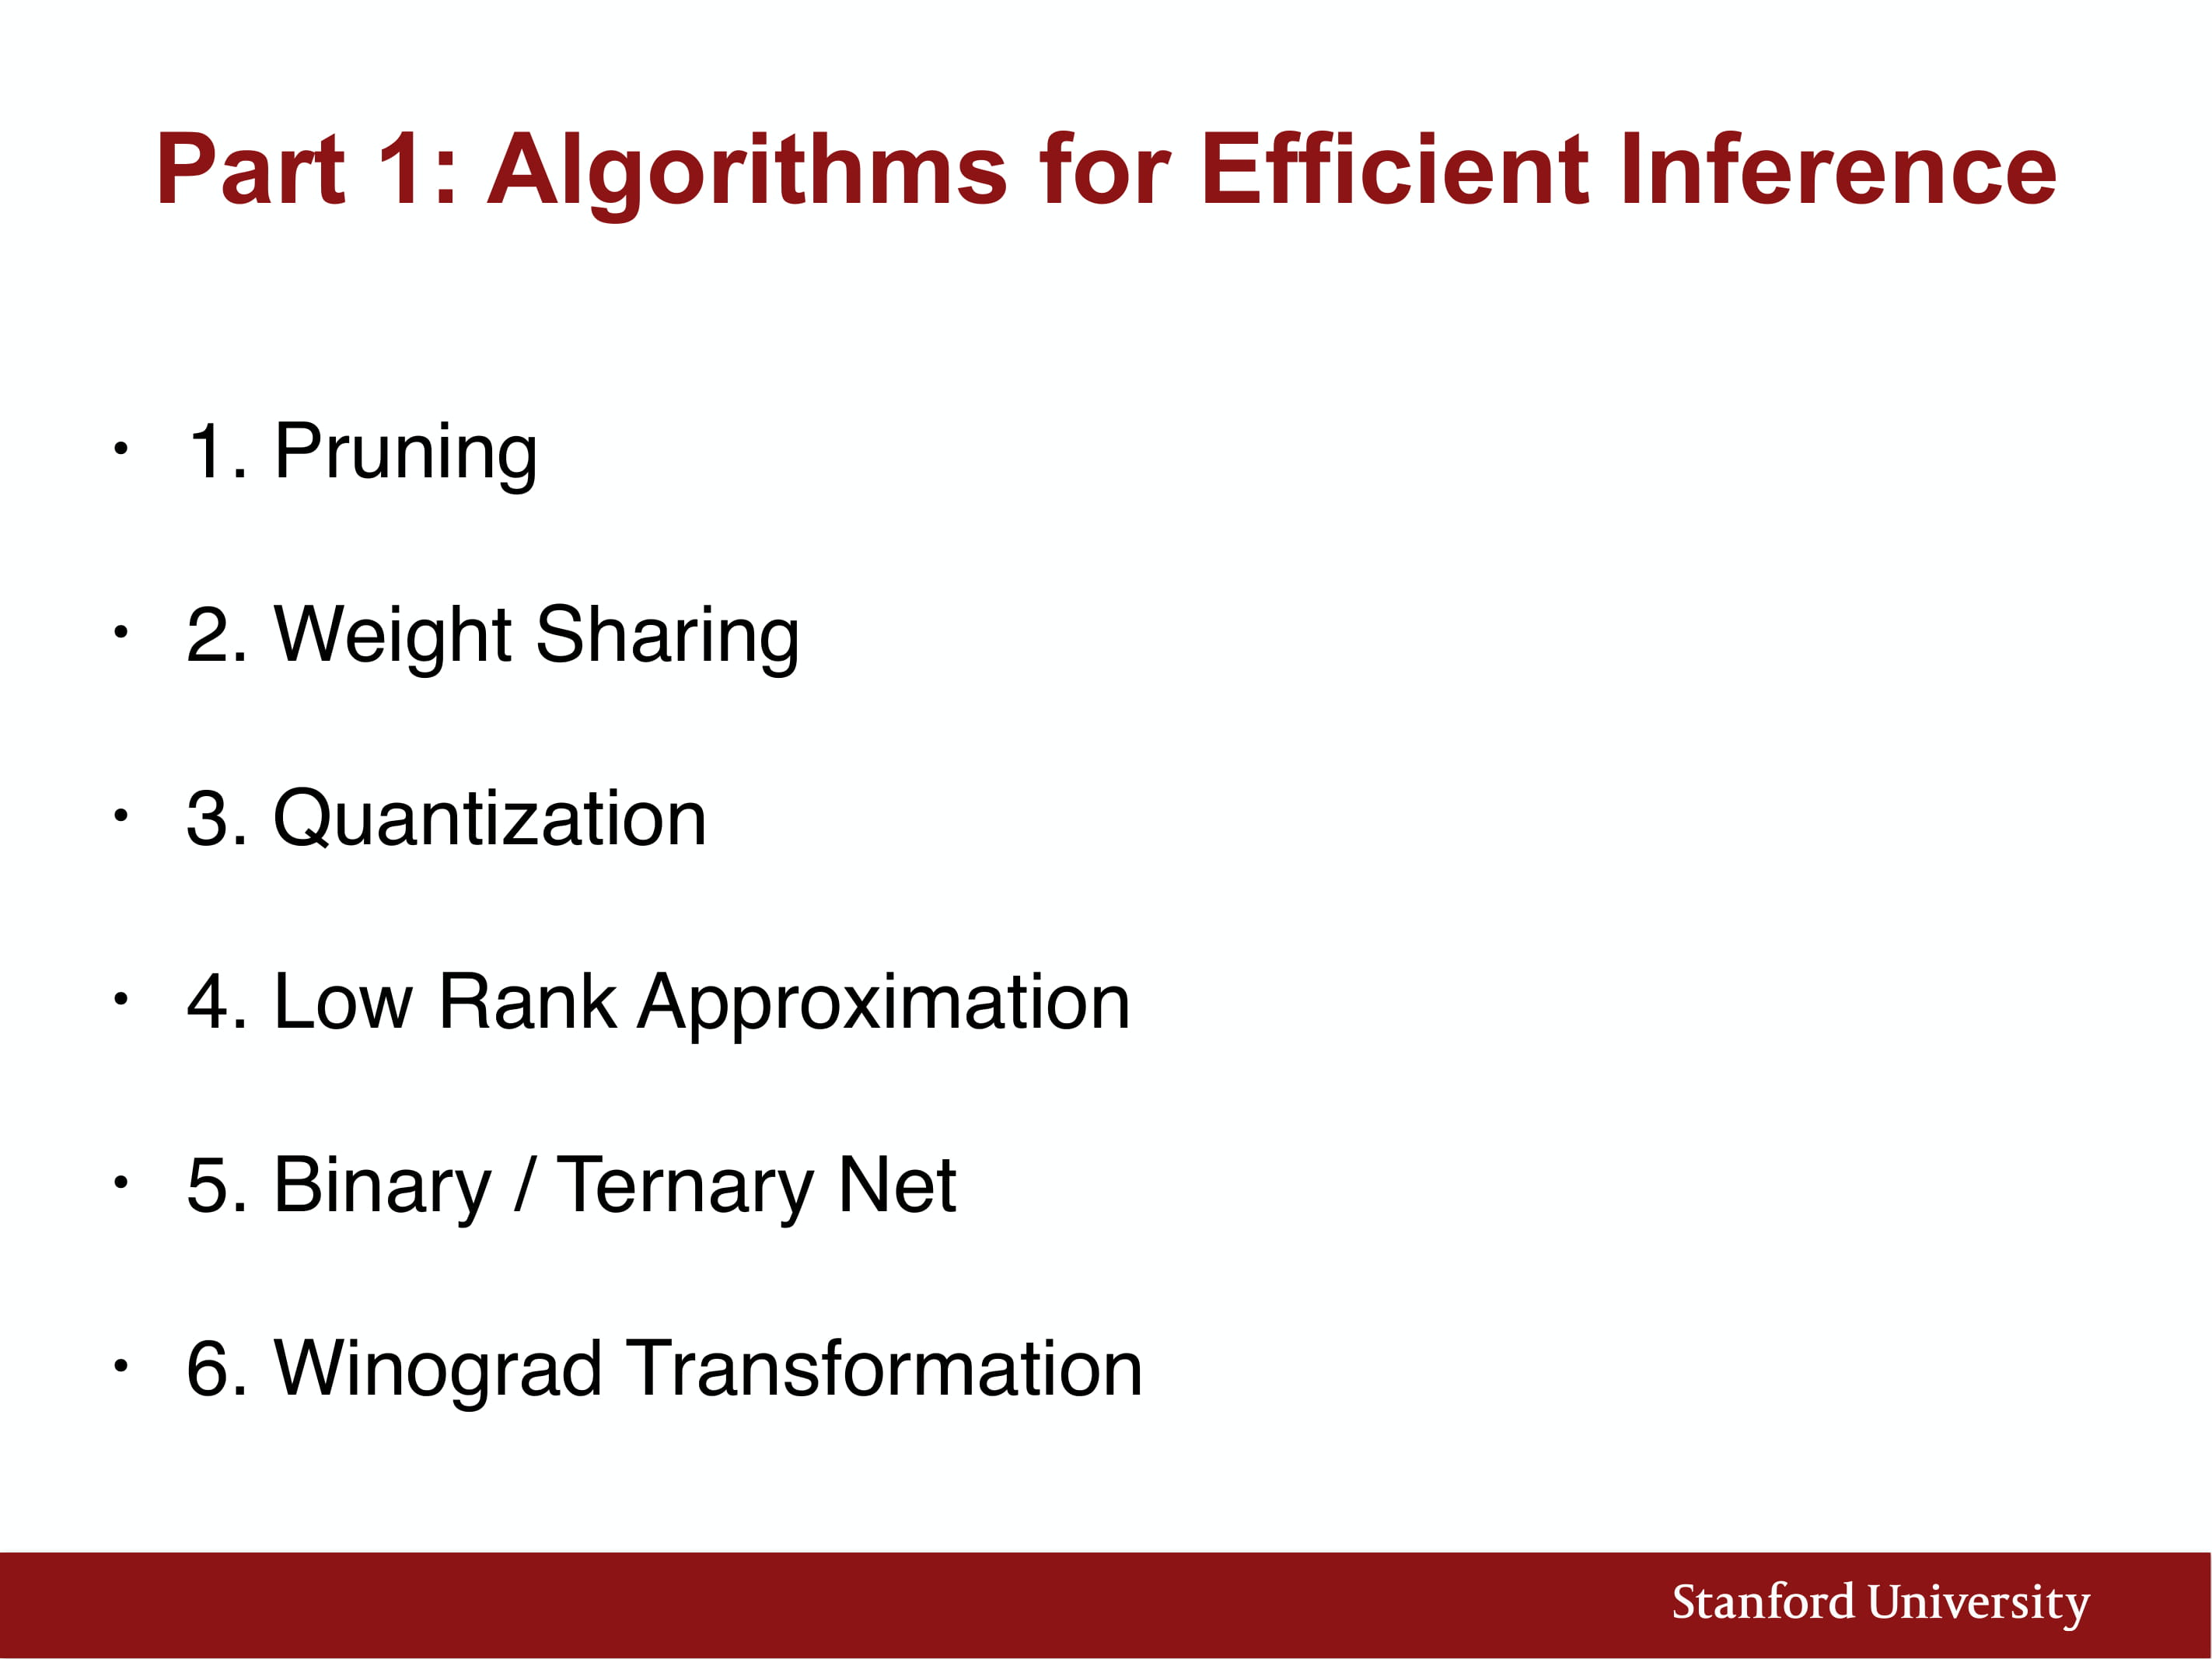 Part 1: Algorithms for Efficient Inference
• 1. Pruning
• 2. Weight Sharing
• 3. Quantization
• 4. Low Rank Approximation
• 5. Binary / Ternary Net
• 6. Winograd Transformation
Stanford University